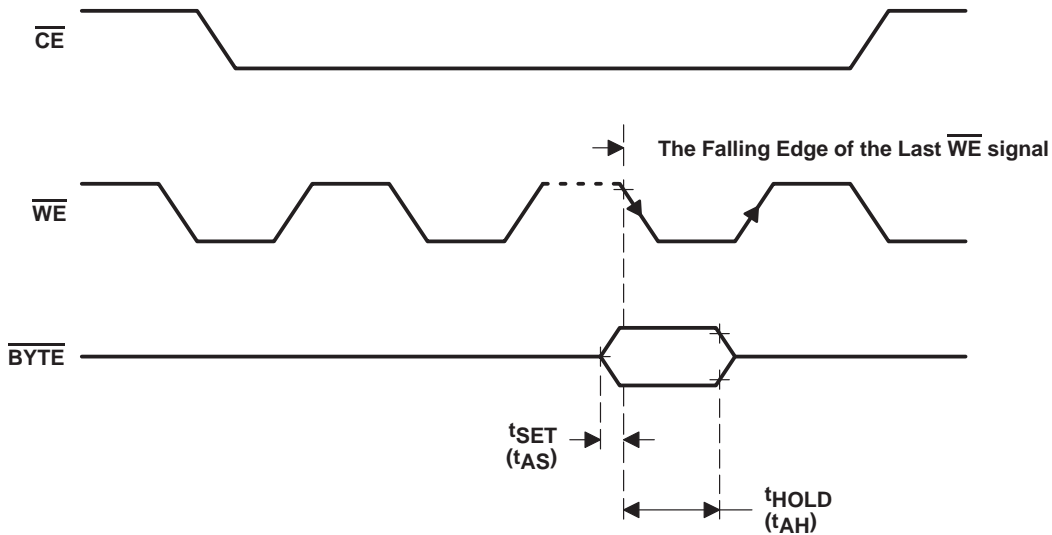 CE
The Falling Edge of the Last WE signal
WE
BYTE
tSET
(tAS)
tHOLD
(tAH)